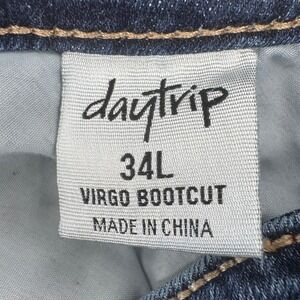 daytrip
34L
VIRGO BOOTCUT
MADE IN CHINA